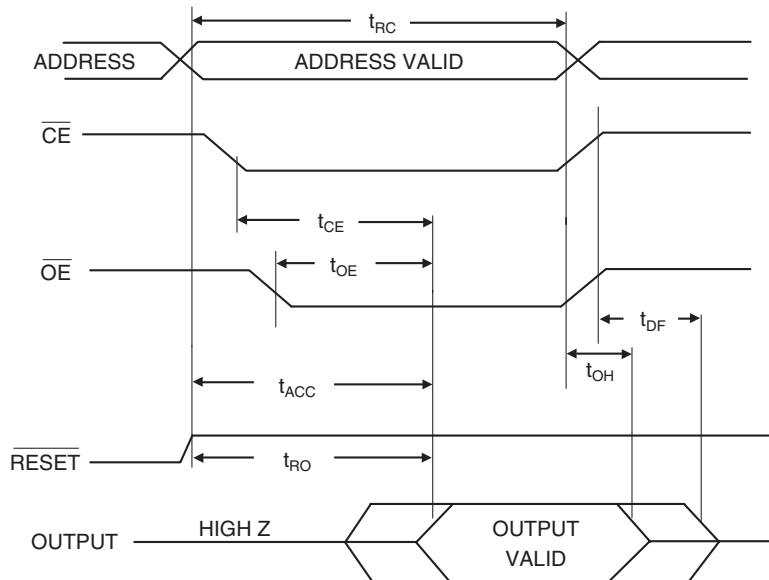 tRC
ADDRESS
ADDRESS VALID
CE
tCE
tOE
OE
tDF
tOH
tACC
RESET
tRO
OUTPUT
HIGH Z
OUTPUT
VALID